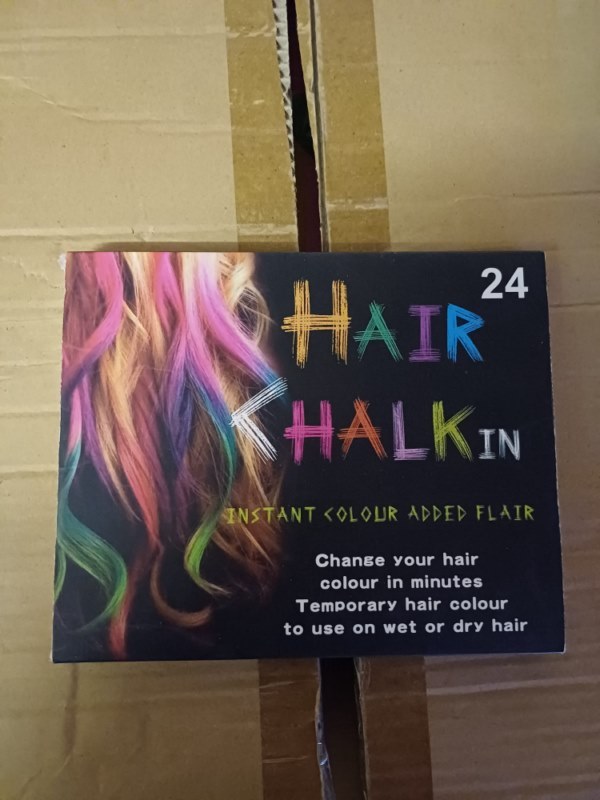 24
HAIR
CHALKIN
INSTANT COLOUR ADDED FLAIR
Change your hair
colour in minutes
Temporary hair colour
to use on wet or dry hair